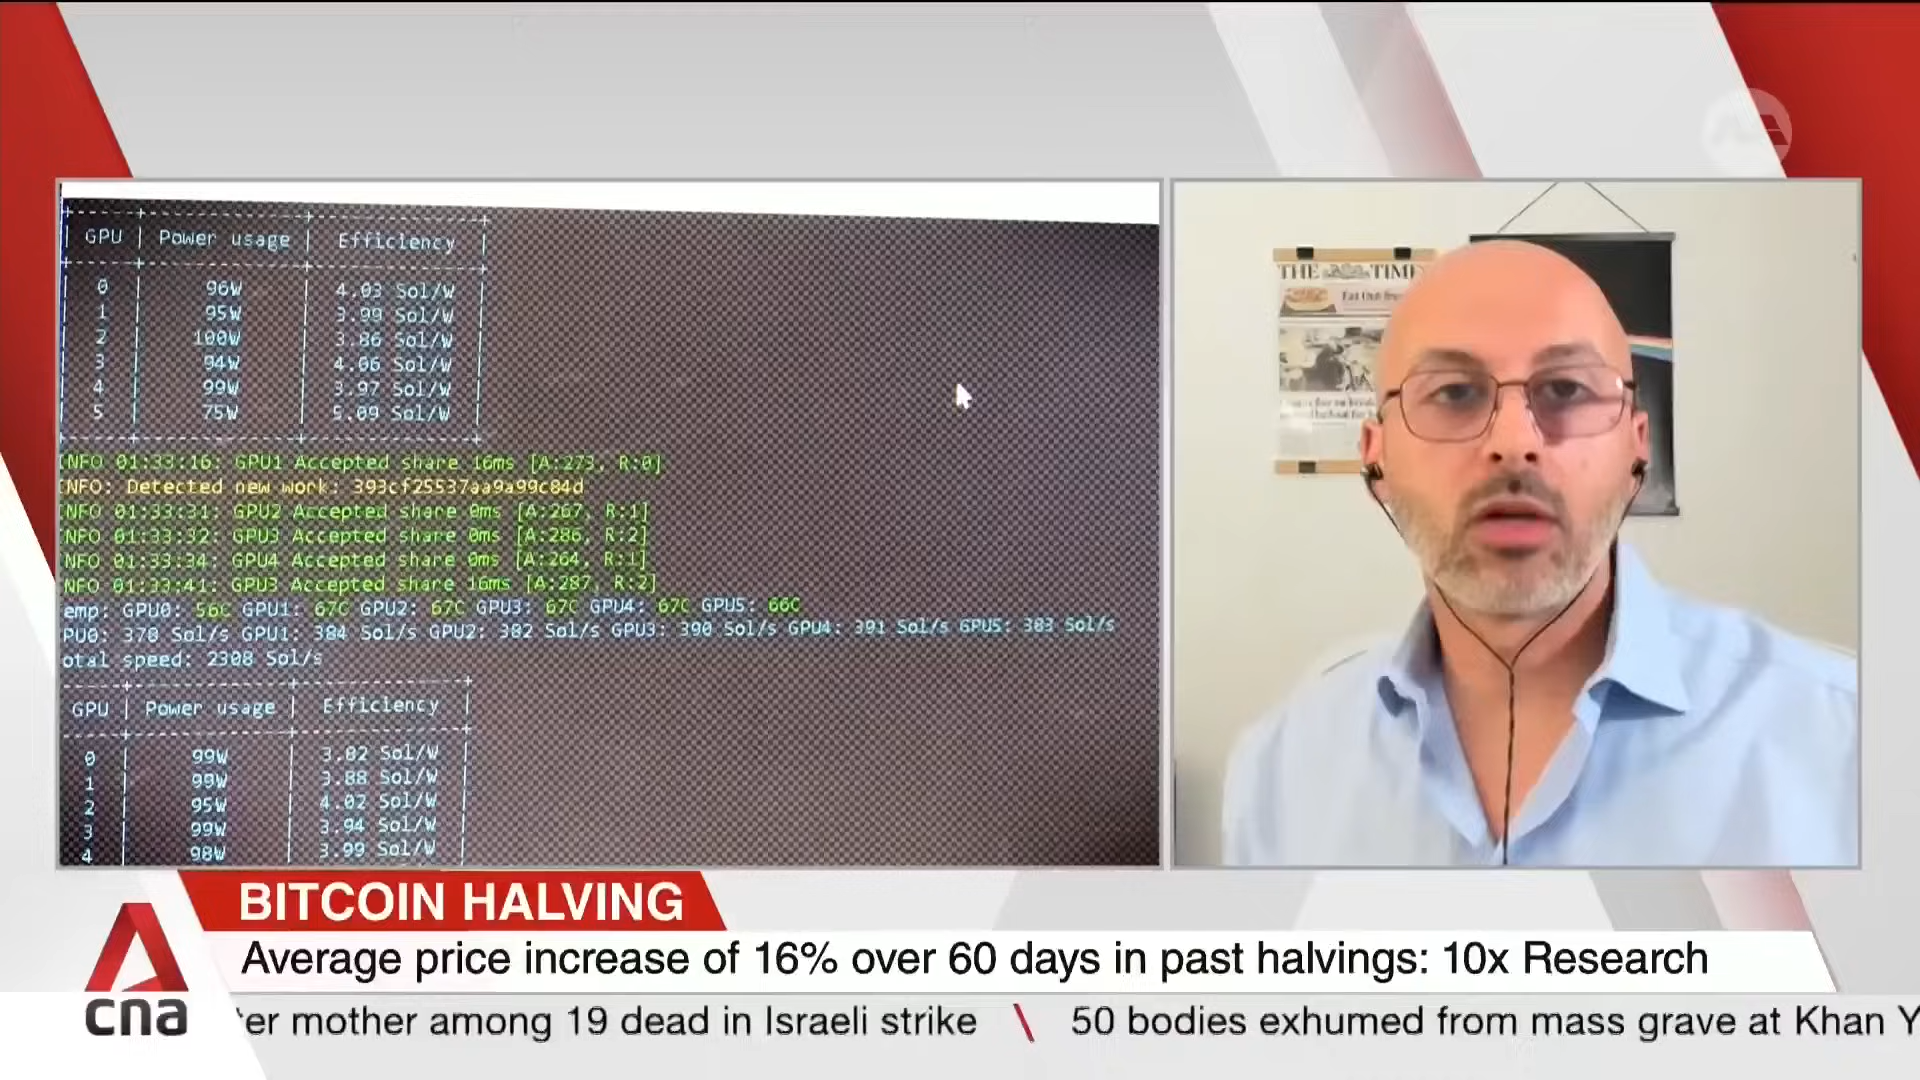 GPU Power usage Efficiency
0 96W 4.03 Sol/W
1 95W 3.99 Sol/W
2 100W 3.86 Sol/W
3 94W 4.06 Sol/W
4 99W 3.97 Sol/W
5 75W 5.09 Sol/W
NFO 01:33:16: GPU1 Accepted share 16ms [A:273, R:0]
NFO: Detected new work: 393cf25537aa9a99c84d
NFO 01:33:31: GPU2 Accepted share 0ms [A:267, R:1]
NFO 01:33:32: GPU3 Accepted share 0ms [A:286, R:2]
NFO 01:33:34: GPU4 Accepted share 0ms [A:264, R:1]
NFO 01:33:41: GPU3 Accepted share 16ms [A:287, R:2]
emp: GPU0: 56C GPU1: 67C GPU2: 67C GPU3: 67C GPU4: 67C GPU5: 66C
PU0: 378 Sol/s GPU1: 384 Sol/s GPU2: 382 Sol/s GPU3: 390 Sol/s GPU4: 391 Sol/s GPU5: 383 Sol/s
otal speed: 2308 Sol/s
GPU Power usage Efficiency
0 99W 3.82 Sol/W
1 99W 3.88 Sol/W
2 95W 4.02 Sol/W
3 99W 3.94 Sol/W
4 98W 3.99 Sol/W
THE TIME
BITCOIN HALVING
Average price increase of 16% over 60 days in past halvings: 10x Research
cna
er mother among 19 dead in Israeli strike \ 50 bodies exhumed from mass grave at Khan Y